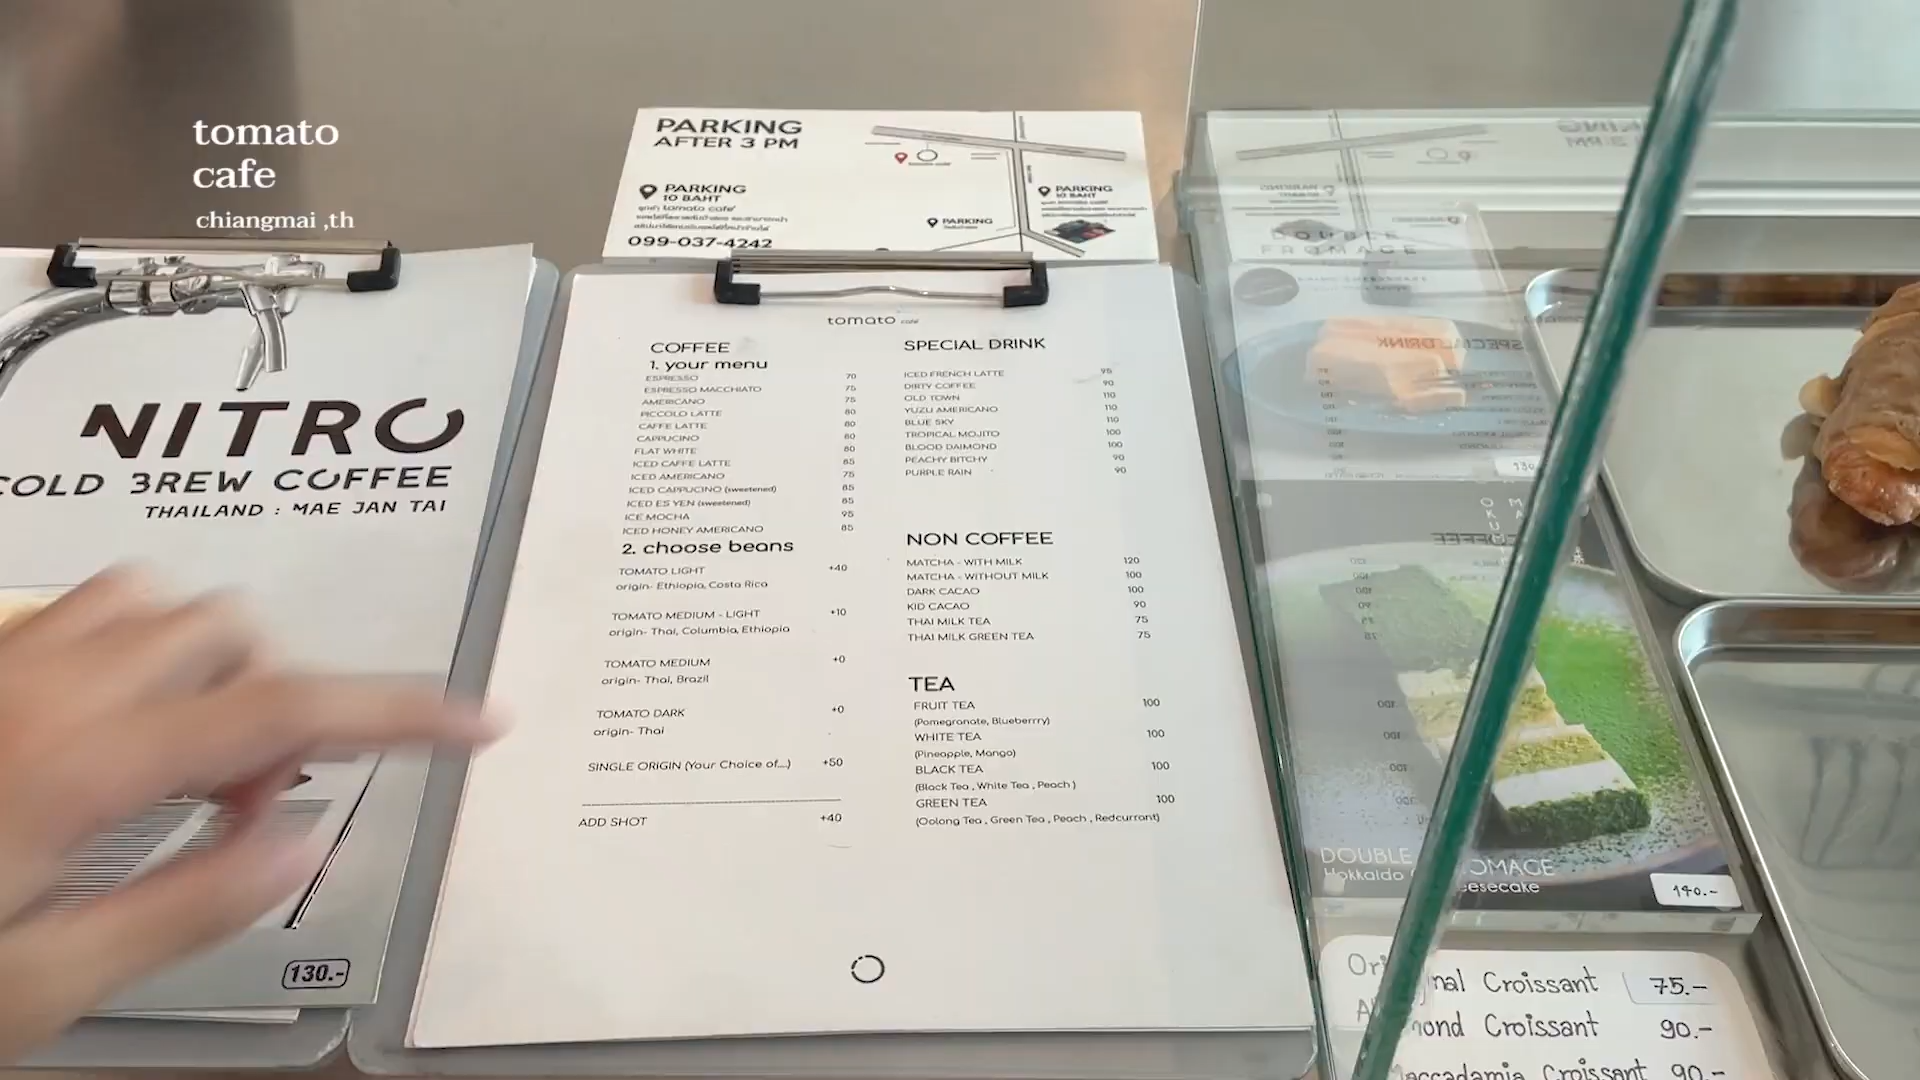 tomato
cafe
chiangmai ,th
PARKING
AFTER 3 PM
PARKING
10 BAHT
099-037-4242
PARKING
PARKING
10 BAHT
NITRO
COLD BREW COFFEE
THAILAND : MAE JAN TAI
130.-
tomato café
COFFEE
1. your menu
ESPRESSO 70
ESPRESSO MACCHIATO 75
AMERICANO 75
PICCOLO LATTE 80
CAFFE LATTE 80
CAPPUCINO 80
FLAT WHITE 80
ICED CAFFE LATTE 85
ICED AMERICANO 75
ICED CAPPUCINO (sweetened) 85
ICED ES YEN (sweetened) 85
ICE MOCHA 95
ICED HONEY AMERICANO 85
2. choose beans
TOMATO LIGHT +40
origin- Ethiopia, Costa Rica
TOMATO MEDIUM - LIGHT +10
origin- Thai, Columbia, Ethiopia
TOMATO MEDIUM +0
origin- Thai, Brazil
TOMATO DARK +0
origin- Thai
SINGLE ORIGIN (Your Choice of....) +50
ADD SHOT +40
SPECIAL DRINK
ICED FRENCH LATTE 95
DIRTY COFFEE 90
OLD TOWN 110
YUZU AMERICANO 110
BLUE SKY 110
TROPICAL MOJITO 100
BLOOD DAIMOND 100
PEACHY BITCHY 90
PURPLE RAIN 90
NON COFFEE
MATCHA - WITH MILK 120
MATCHA - WITHOUT MILK 100
DARK CACAO 100
KID CACAO 90
THAI MILK TEA 75
THAI MILK GREEN TEA 75
TEA
FRUIT TEA 100
(Pomegranate, Blueberrry)
WHITE TEA 100
(Pineapple, Mango)
BLACK TEA 100
(Black Tea , White Tea , Peach )
GREEN TEA 100
(Oolong Tea , Green Tea , Peach , Redcurrant)
DOUBLE
FROMAGE
DOUBLE OMAGE
Hokkaido eesecake
140.-
Original Croissant 75.-
mond Croissant 90.-
accadamia Croissant 90.-